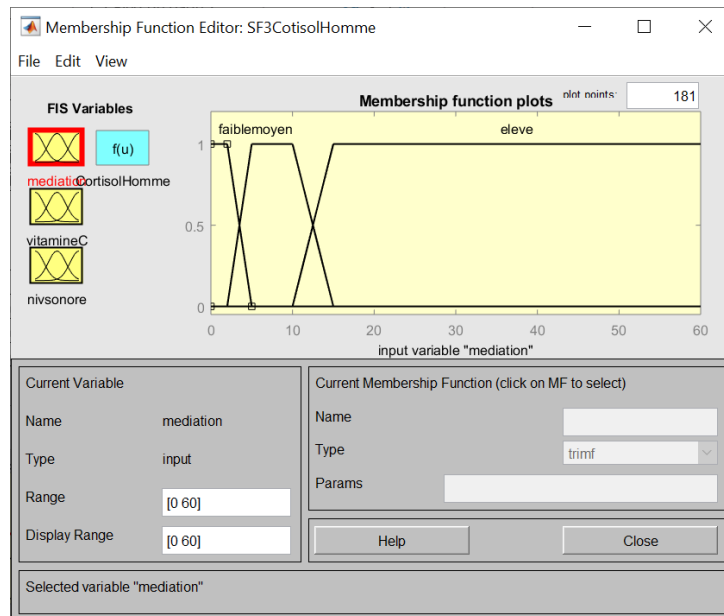 Membership Function Editor: SF3CotisolHomme
File Edit View
FIS Variables
Membership function plots
plot points:
181
f(u)
mediation
CortisolHomme
vitamineC
nivsonore
faible
moyen
eleve
1
0.5
0
0 10 20 30 40 50 60
input variable "mediation"
Current Variable
Name mediation
Type input
Range [0 60]
Display Range [0 60]
Current Membership Function (click on MF to select)
Name
Type trimf
Params
Help Close
Selected variable "mediation"